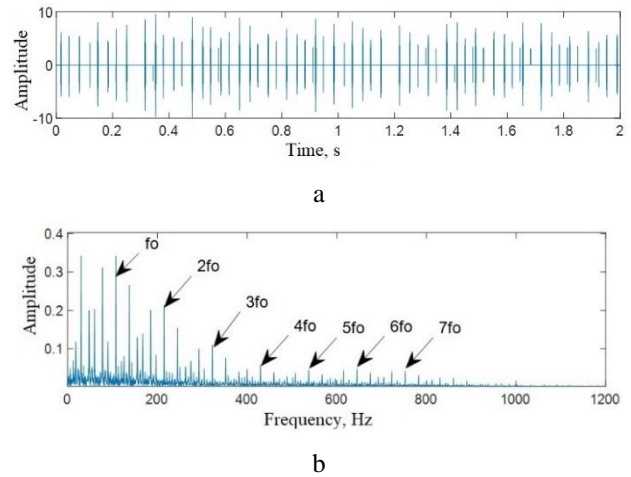 10
Amplitude
0
-10
0 0.2 0.4 0.6 0.8 1 1.2 1.4 1.6 1.8 2
Time, s
a
0.4
fo
2fo
0.3
Amplitude
0.2
3fo
4fo 5fo 6fo 7fo
0.1
0
0 200 400 600 800 1000 1200
Frequency, Hz
b